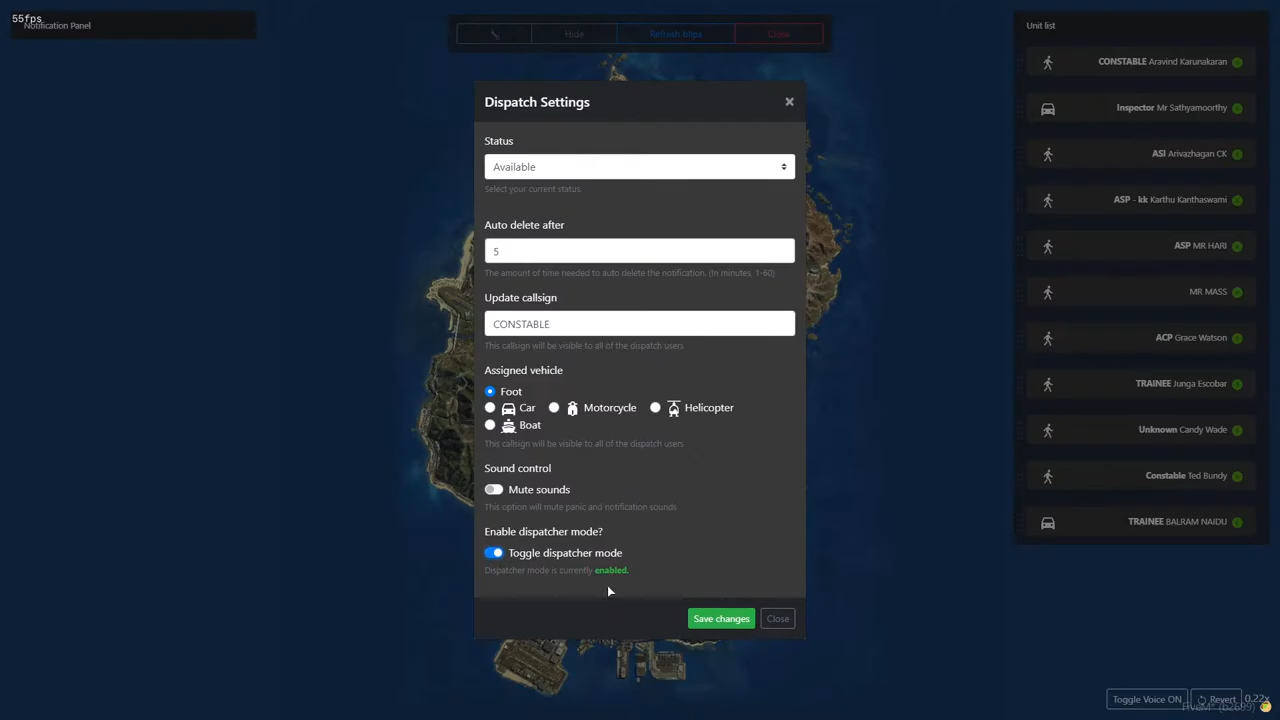 55fps
Notification Panel
Hide
Refresh blips
Close
Unit list
CONSTABLE Aravind Karunakaran
Inspector Mr Sathyamoorthy
ASI Arivazhagan CK
ASP - kk Karthu Kanthaswami
ASP MR HARI
MR MASS
ACP Grace Watson
TRAINEE Junga Escobar
Unknown Candy Wade
Constable Ted Bundy
TRAINEE BALRAM NAIDU
Dispatch Settings
×
Status
Available
Select your current status.
Auto delete after
5
The amount of time needed to auto delete the notification. (In minutes, 1-60)
Update callsign
CONSTABLE
This callsign will be visible to all of the dispatch users
Assigned vehicle
Foot
Car Motorcycle Helicopter
Boat
This callsign will be visible to all of the dispatch users
Sound control
Mute sounds
This option will mute panic and notification sounds
Enable dispatcher mode?
Toggle dispatcher mode
Dispatcher mode is currently enabled.
Save changes
Close
Toggle Voice ON
Revert
0.22x
FiveM* (b2699)